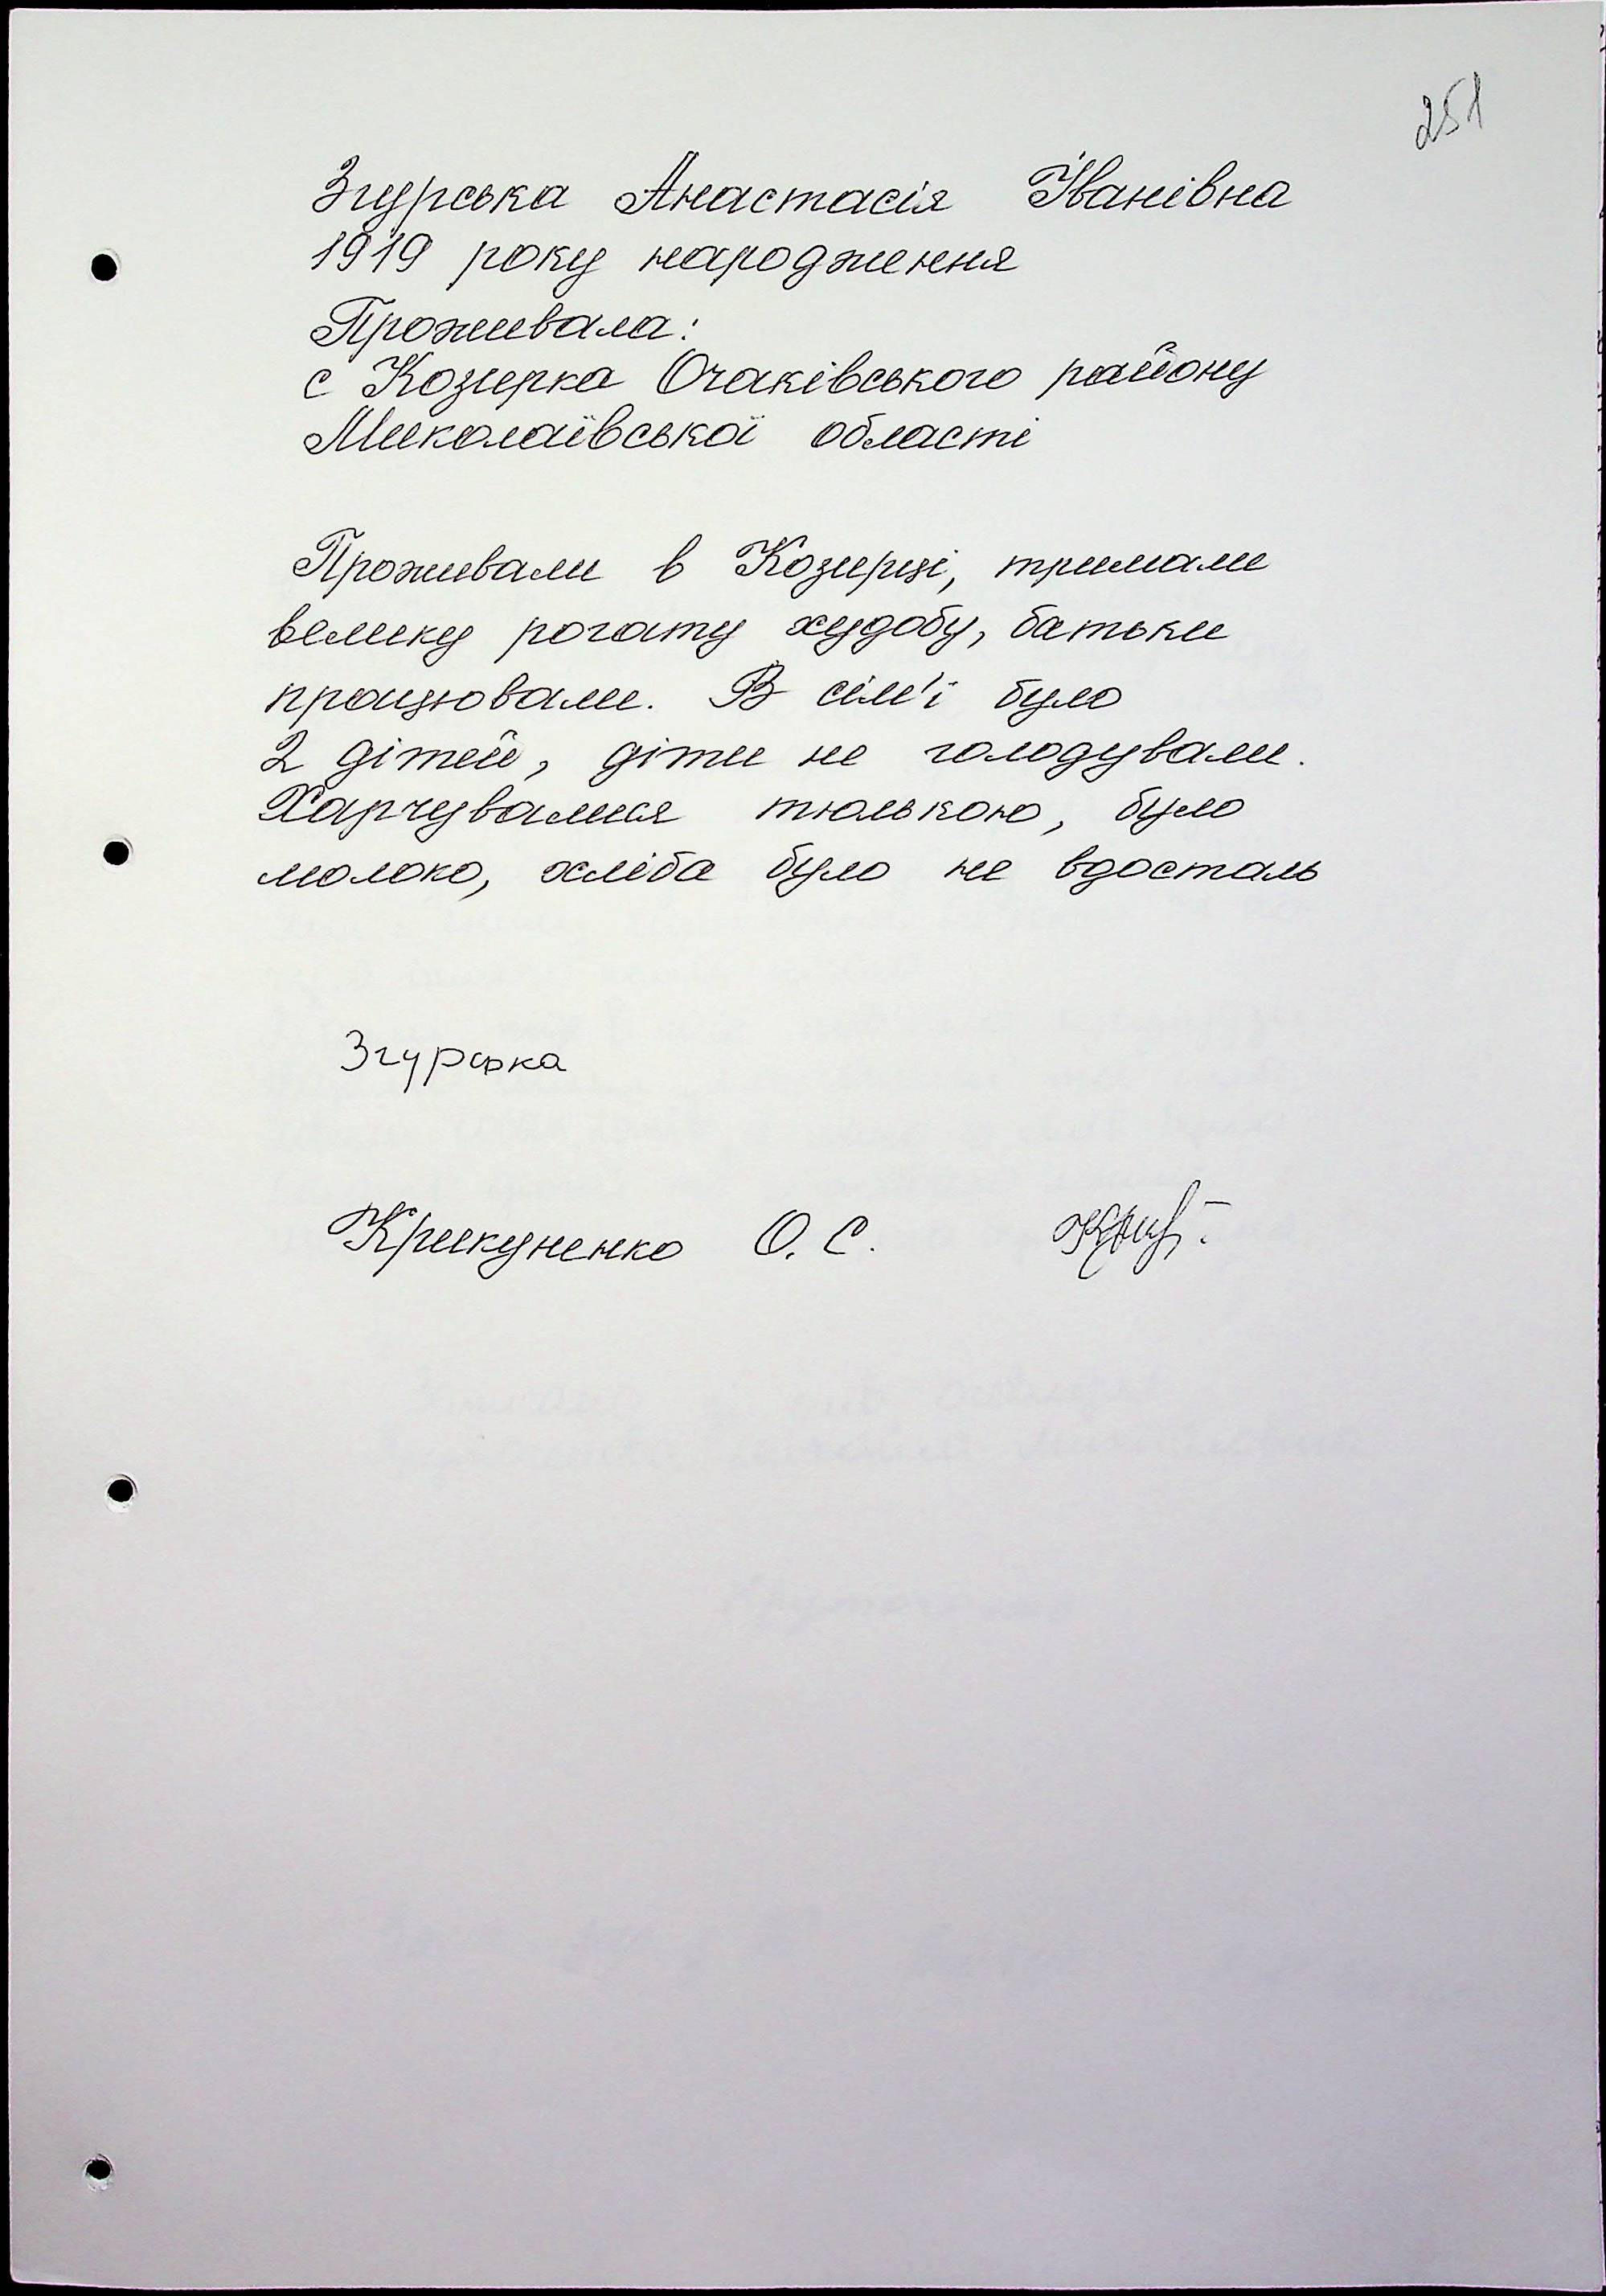 251
Згурська Анастасія Іванівна
1919 року народження
Проживала:
с Козирка Очаківського району
Миколаївської області
Проживали в Козирці, тримали
велику рогату худобу, батьки
працювали. В сім'ї було
2 дітей, діти не голодували.
Харчувалися тюлькою, було
молоко, хліба було не вдосталь
Згурська
Крикуненко О. С.